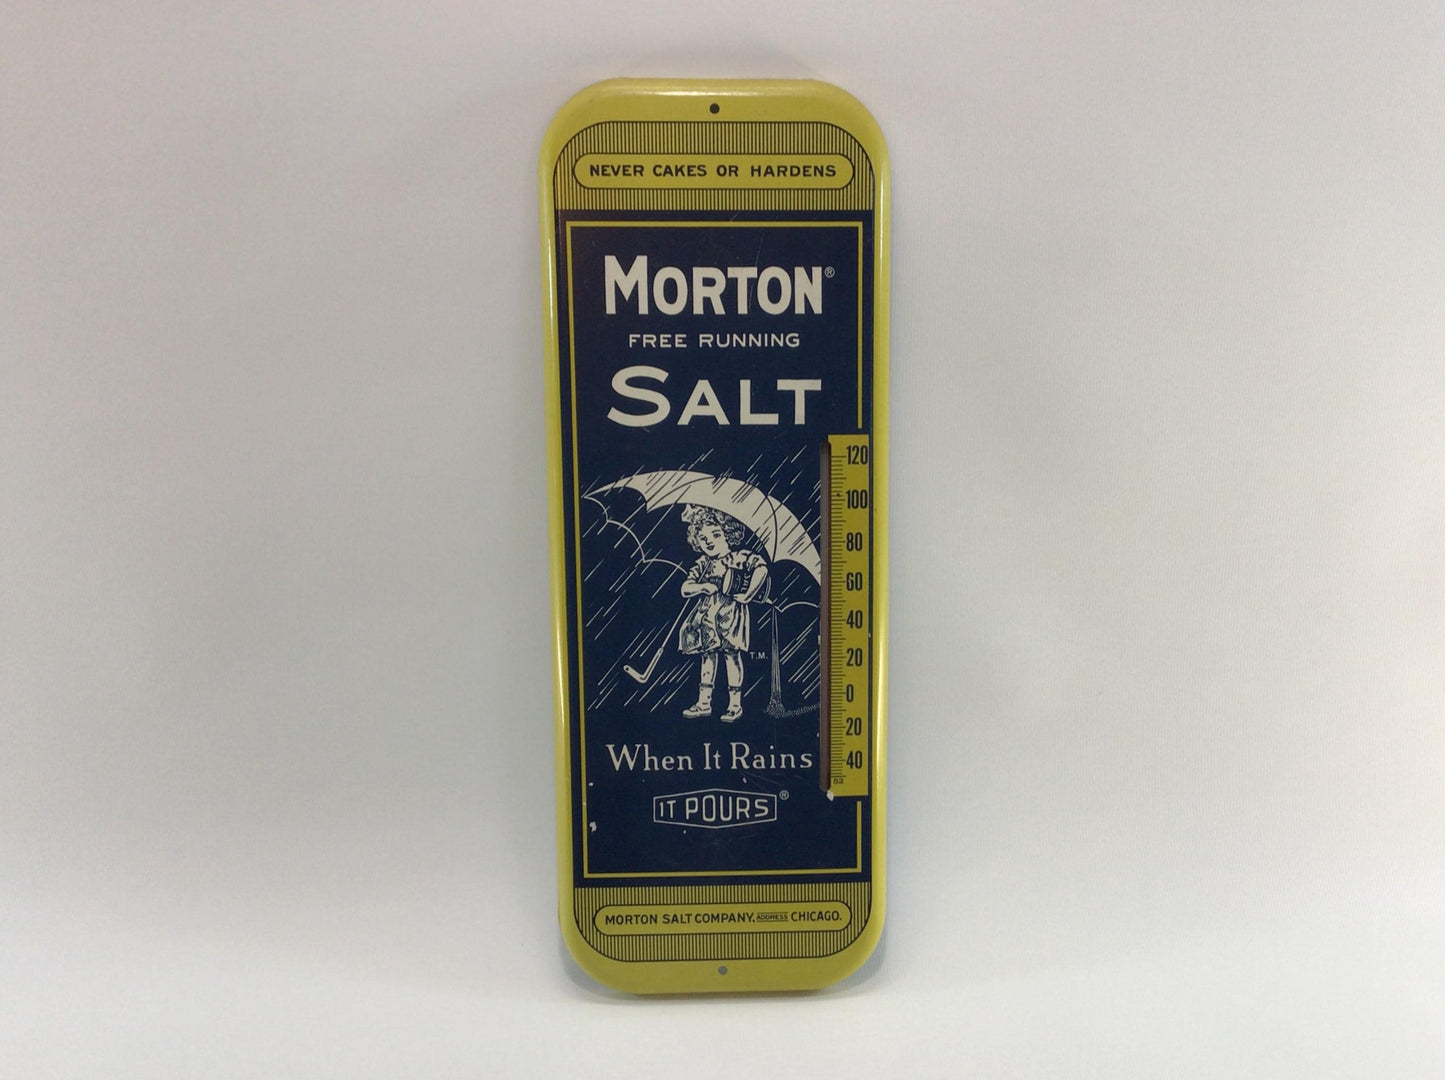 NEVER CAKES OR HARDENS
MORTON®
FREE RUNNING
SALT
120
100
80
60
40
20
0
20
40
T.M.
When It Rains
IT POURS®
MORTON SALT COMPANY, ADDRESS CHICAGO.